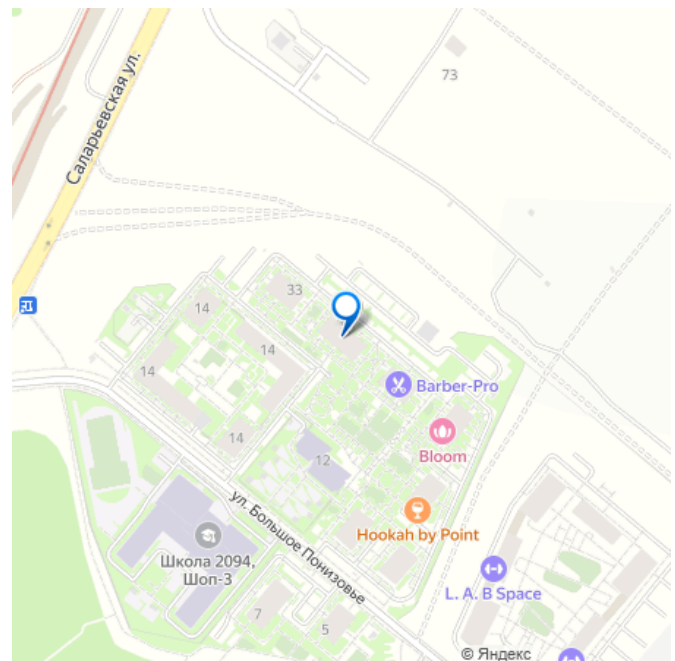 73
Саларьевская ул.
33
14
14
14
14
Barber-Pro
Bloom
12
ул. Большое Понизовье
Hookah by Point
Школа 2094,
Шоп-3
L. A. B Space
7
5
© Яндекс